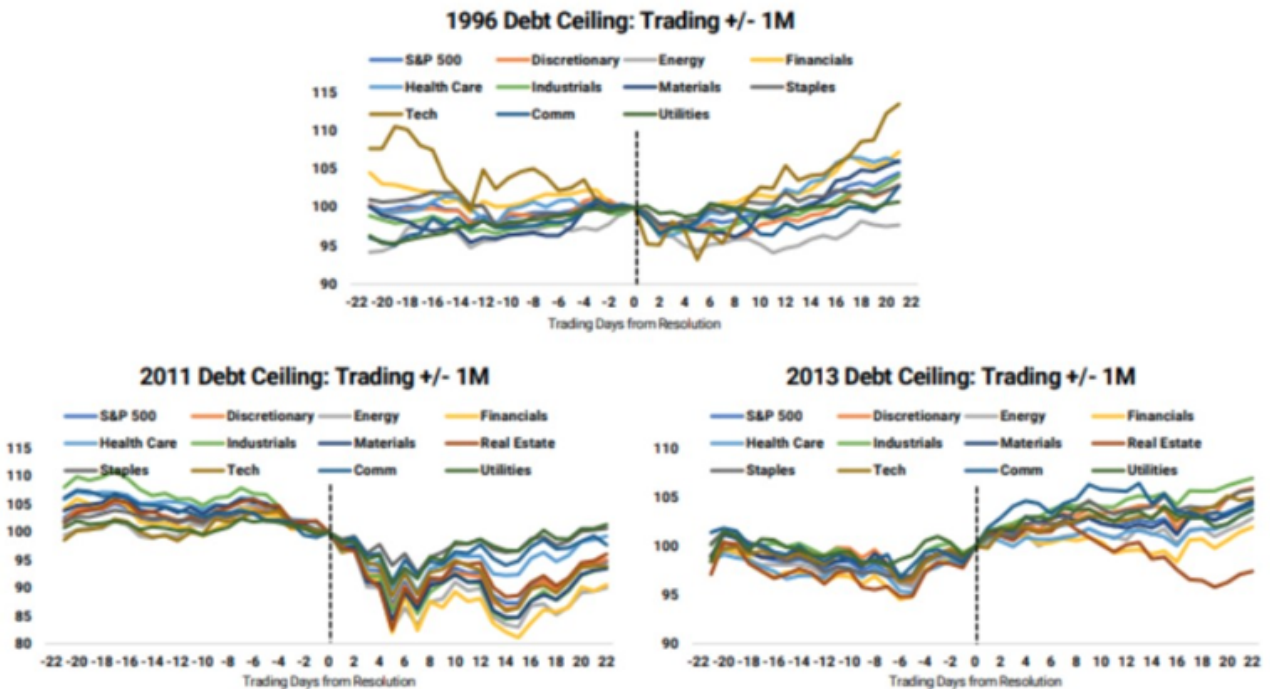 1996 Debt Ceiling: Trading +/- 1M
S&P 500 Discretionary Energy Financials
Health Care Industrials Materials Staples
Tech Comm Utilities
115
110
105
100
95
90
-22 -20 -18 -16 -14 -12 -10 -8 -6 -4 -2 0 2 4 6 8 10 12 14 16 18 20 22
Trading Days from Resolution
2011 Debt Ceiling: Trading +/- 1M
S&P 500 Discretionary Energy Financials
Health Care Industrials Materials Real Estate
Staples Tech Comm Utilities
115
110
105
100
95
90
85
80
-22 -20 -18 -16 -14 -12 -10 -8 -6 -4 -2 0 2 4 6 8 10 12 14 16 18 20 22
Trading Days from Resolution
2013 Debt Ceiling: Trading +/- 1M
S&P 500 Discretionary Energy Financials
Health Care Industrials Materials Real Estate
Staples Tech Comm Utilities
110
105
100
95
90
-22 -20 -18 -16 -14 -12 -10 -8 -6 -4 -2 0 2 4 6 8 10 12 14 16 18 20 22
Trading Days from Resolution